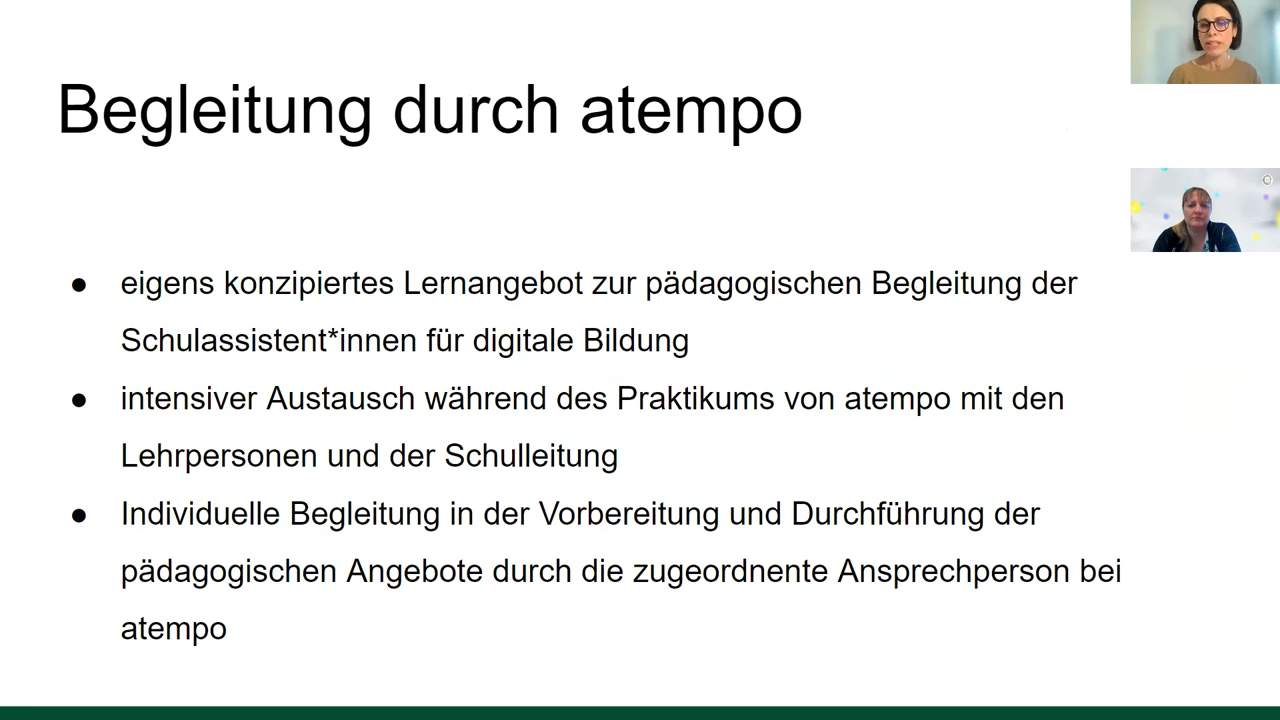 Begleitung durch atempo
● eigens konzipiertes Lernangebot zur pädagogischen Begleitung der
Schulassistent*innen für digitale Bildung
● intensiver Austausch während des Praktikums von atempo mit den
Lehrpersonen und der Schulleitung
● Individuelle Begleitung in der Vorbereitung und Durchführung der
pädagogischen Angebote durch die zugeordnente Ansprechperson bei
atempo